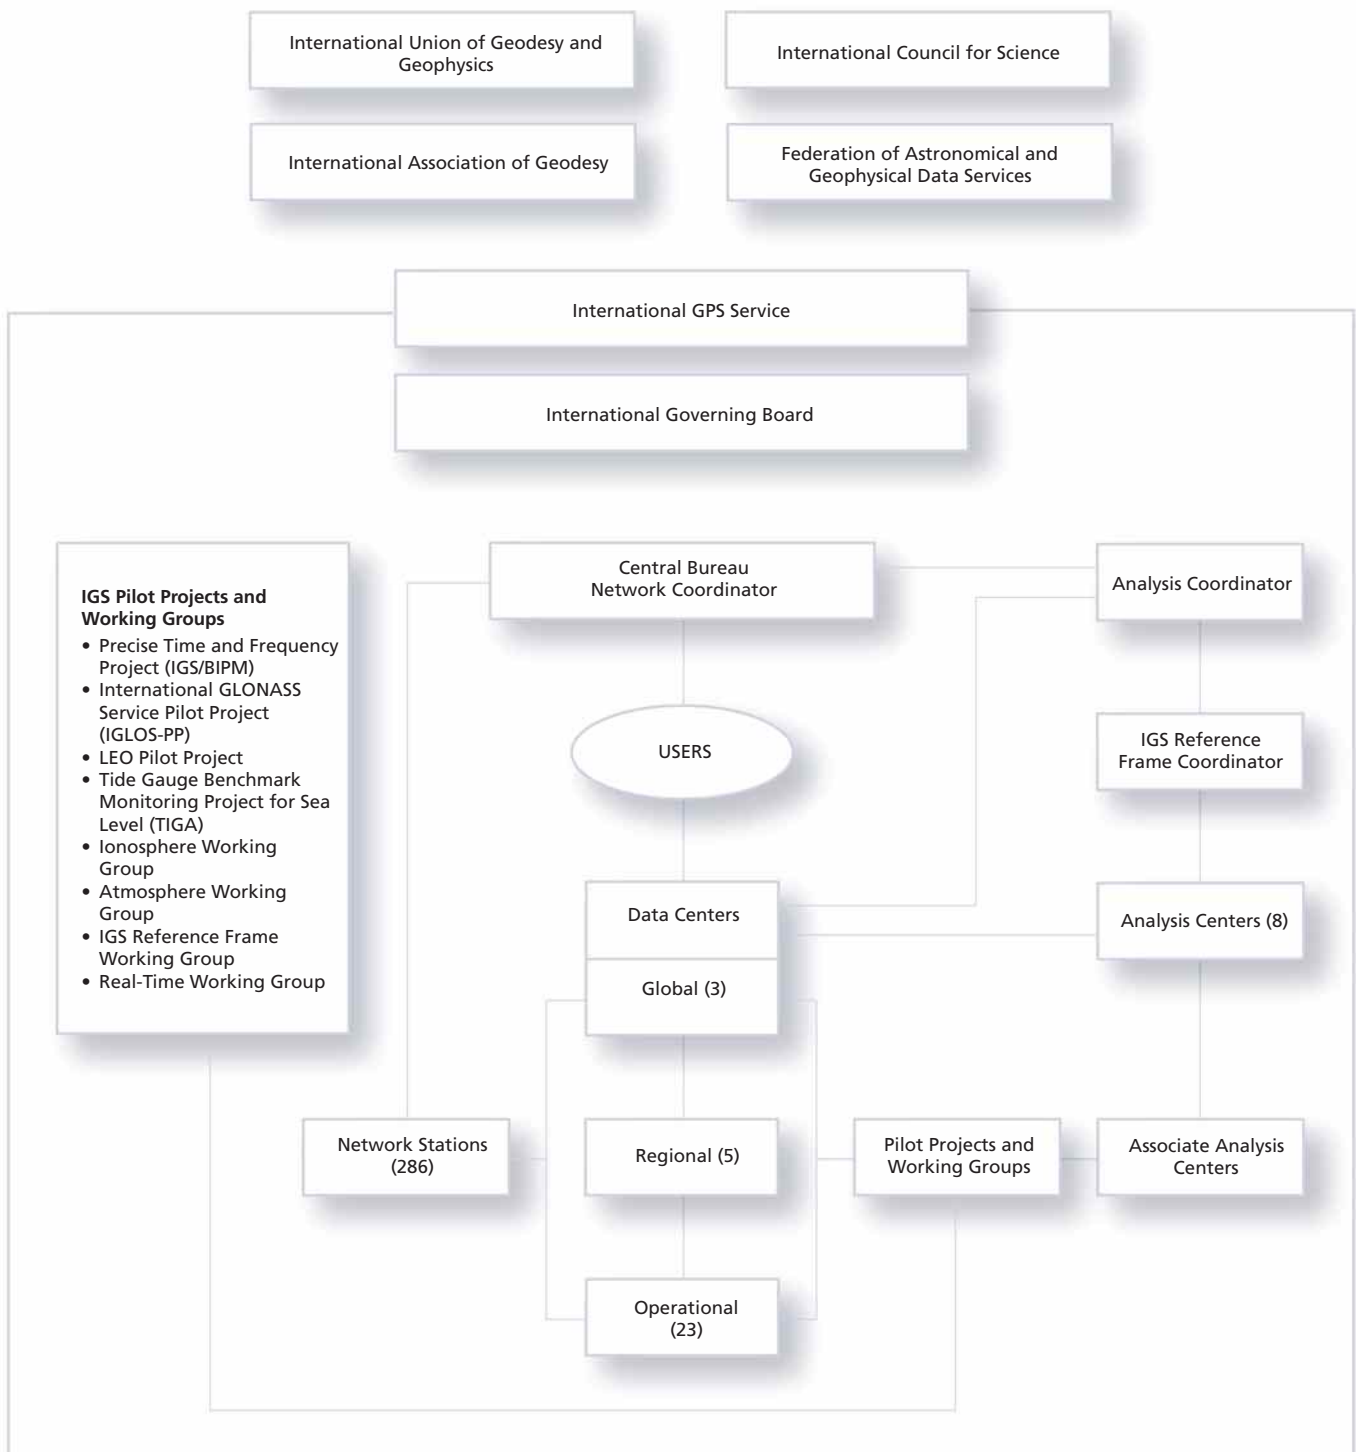 International Union of Geodesy and
Geophysics
International Council for Science
International Association of Geodesy
Federation of Astronomical and
Geophysical Data Services
International GPS Service
International Governing Board
IGS Pilot Projects and
Working Groups
• Precise Time and Frequency
Project (IGS/BIPM)
• International GLONASS
Service Pilot Project
(IGLOS-PP)
• LEO Pilot Project
• Tide Gauge Benchmark
Monitoring Project for Sea
Level (TIGA)
• Ionosphere Working
Group
• Atmosphere Working
Group
• IGS Reference Frame
Working Group
• Real-Time Working Group
Central Bureau
Network Coordinator
Analysis Coordinator
USERS
IGS Reference
Frame Coordinator
Data Centers
Analysis Centers (8)
Global (3)
Network Stations
(286)
Regional (5)
Pilot Projects and
Working Groups
Associate Analysis
Centers
Operational
(23)